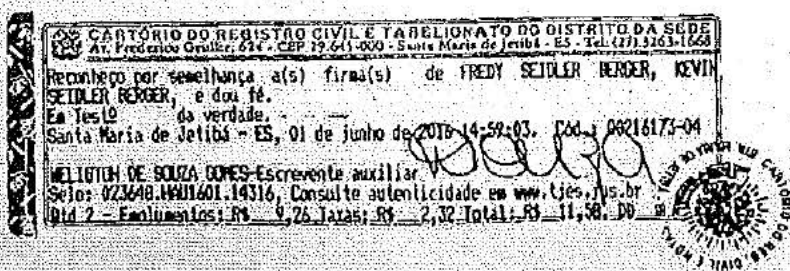 CARTÓRIO DO REGISTRO CIVIL E TABELIONATO DO DISTRITO DA SEDE
Av. Frederico Grulke, 624 - CEP 29.645-000 - Santa Maria de Jetibá - ES - Tel: (27) 3263-1668
Reconheço por semelhança a(s) firma(s) de FREDY SEIDLER BERGER, KEVIN
SEIDLER BERGER, e dou fé.
Em Testº da verdade.
Santa Maria de Jetibá - ES, 01 de junho de 2016 14:59:03. Cód.: 00216173-04
WELIGTON DE SOUZA GOMES-Escrevente auxiliar
Selo: 023648.MAU1601.14316, Consulte autenticidade em www.tjes.jus.br
Qtd 2 - Emolumentos: R$ 9,26 Taxas: R$ 2,32 Total: R$ 11,58, DD